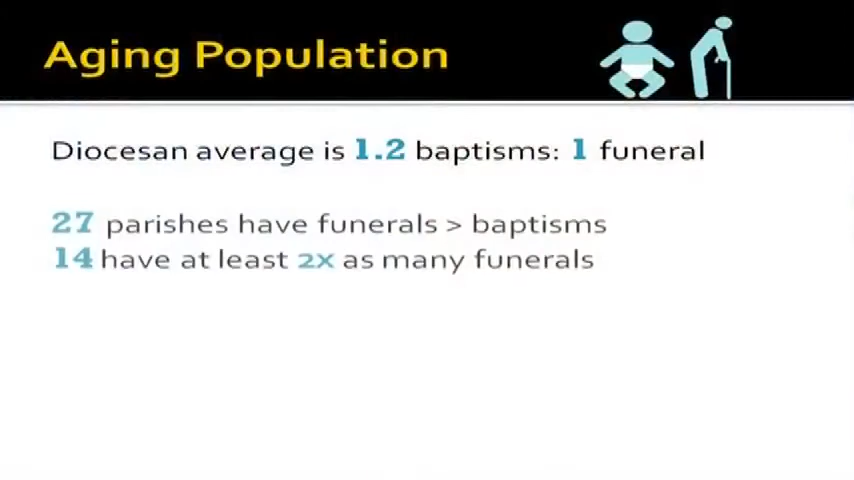 Aging Population
Diocesan average is 1.2 baptisms: 1 funeral
27 parishes have funerals > baptisms
14 have at least 2x as many funerals